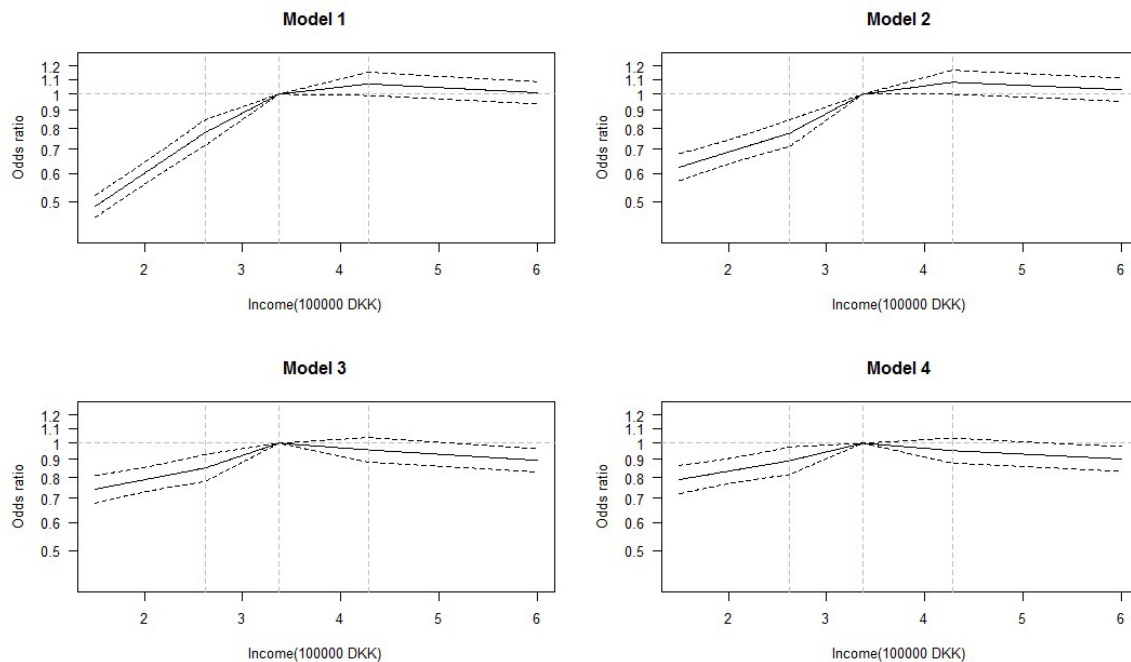 Model 1
Odds ratio
1.2
1.1
1
0.9
0.8
0.7
0.6
0.5
2 3 4 5 6
Income(100000 DKK)
Model 2
Odds ratio
1.2
1.1
1
0.9
0.8
0.7
0.6
0.5
2 3 4 5 6
Income(100000 DKK)
Model 3
Odds ratio
1.2
1.1
1
0.9
0.8
0.7
0.6
0.5
2 3 4 5 6
Income(100000 DKK)
Model 4
Odds ratio
1.2
1.1
1
0.9
0.8
0.7
0.6
0.5
2 3 4 5 6
Income(100000 DKK)